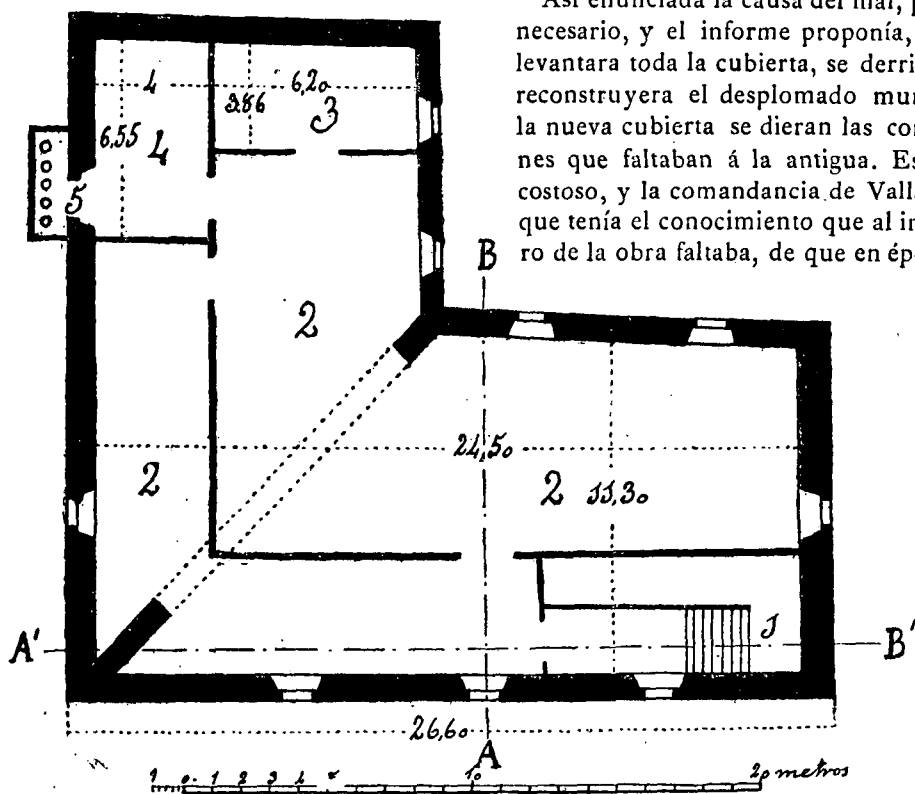 Así enunciada la causa del mal,
necesario, y el informe proponía,
levantara toda la cubierta, se derri
reconstruyera el desplomado mu
la nueva cubierta se dieran las co
nes que faltaban á la antigua. Es
costoso, y la comandancia de Vall
que tenía el conocimiento que al i
ro de la obra faltaba, de que en ép
4 6,20
3,86 3
6,55 4
5
B
2
24,50
2 2 11,30
1
A' B'
26,60
A
1 0 1 2 3 4 10 20 metros